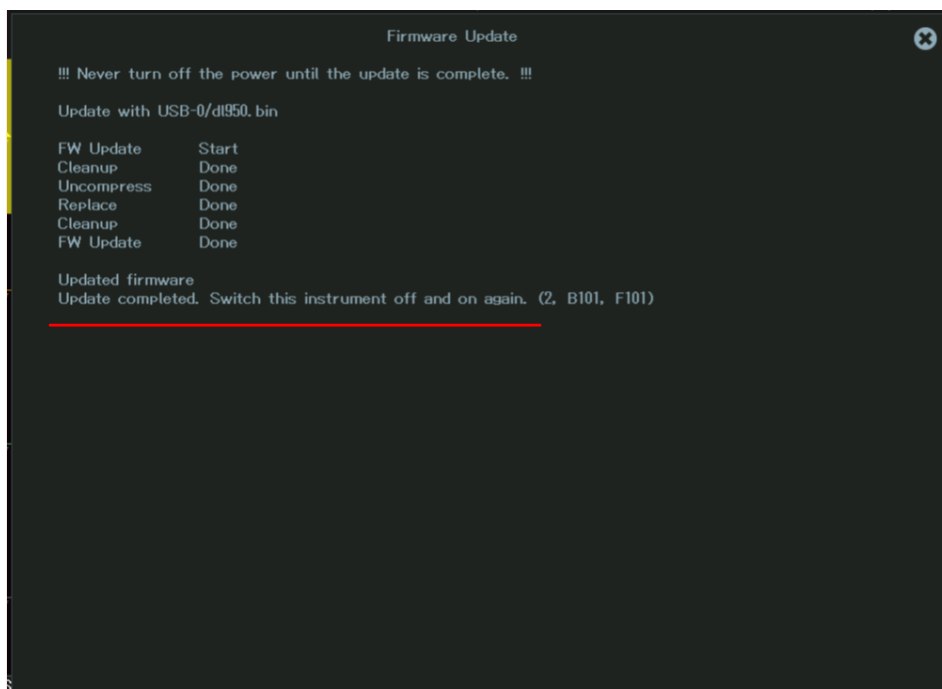 Firmware Update
!!! Never turn off the power until the update is complete. !!!
Update with USB-0/dl950.bin
FW Update Start
Cleanup Done
Uncompress Done
Replace Done
Cleanup Done
FW Update Done
Updated firmware
Update completed. Switch this instrument off and on again. (2, B101, F101)